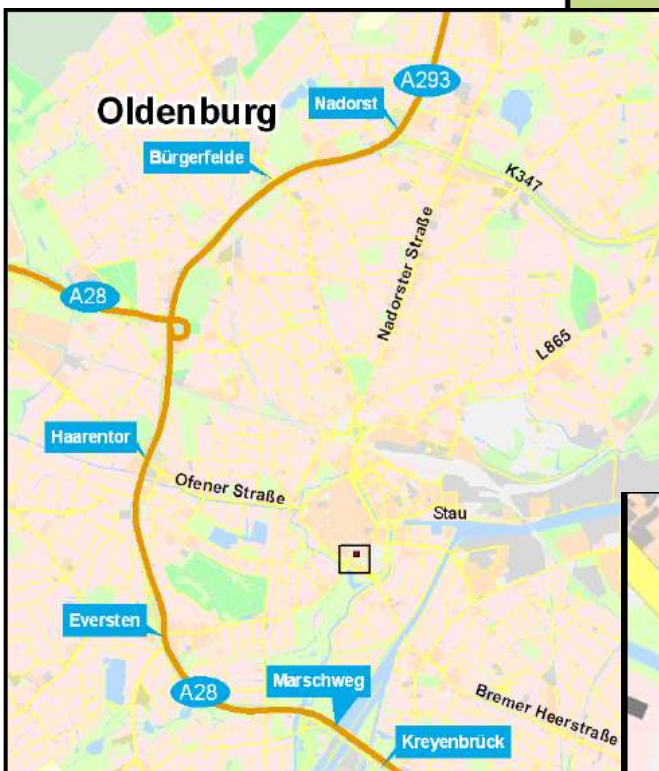 A293
Oldenburg
Nadorst
Bürgerfelde
K347
Nadorster Straße
A28
L865
Haarentor
Ofener Straße
Stau
Eversten
A28
Marschweg
Bremer Heerstraße
Kreyenbrück